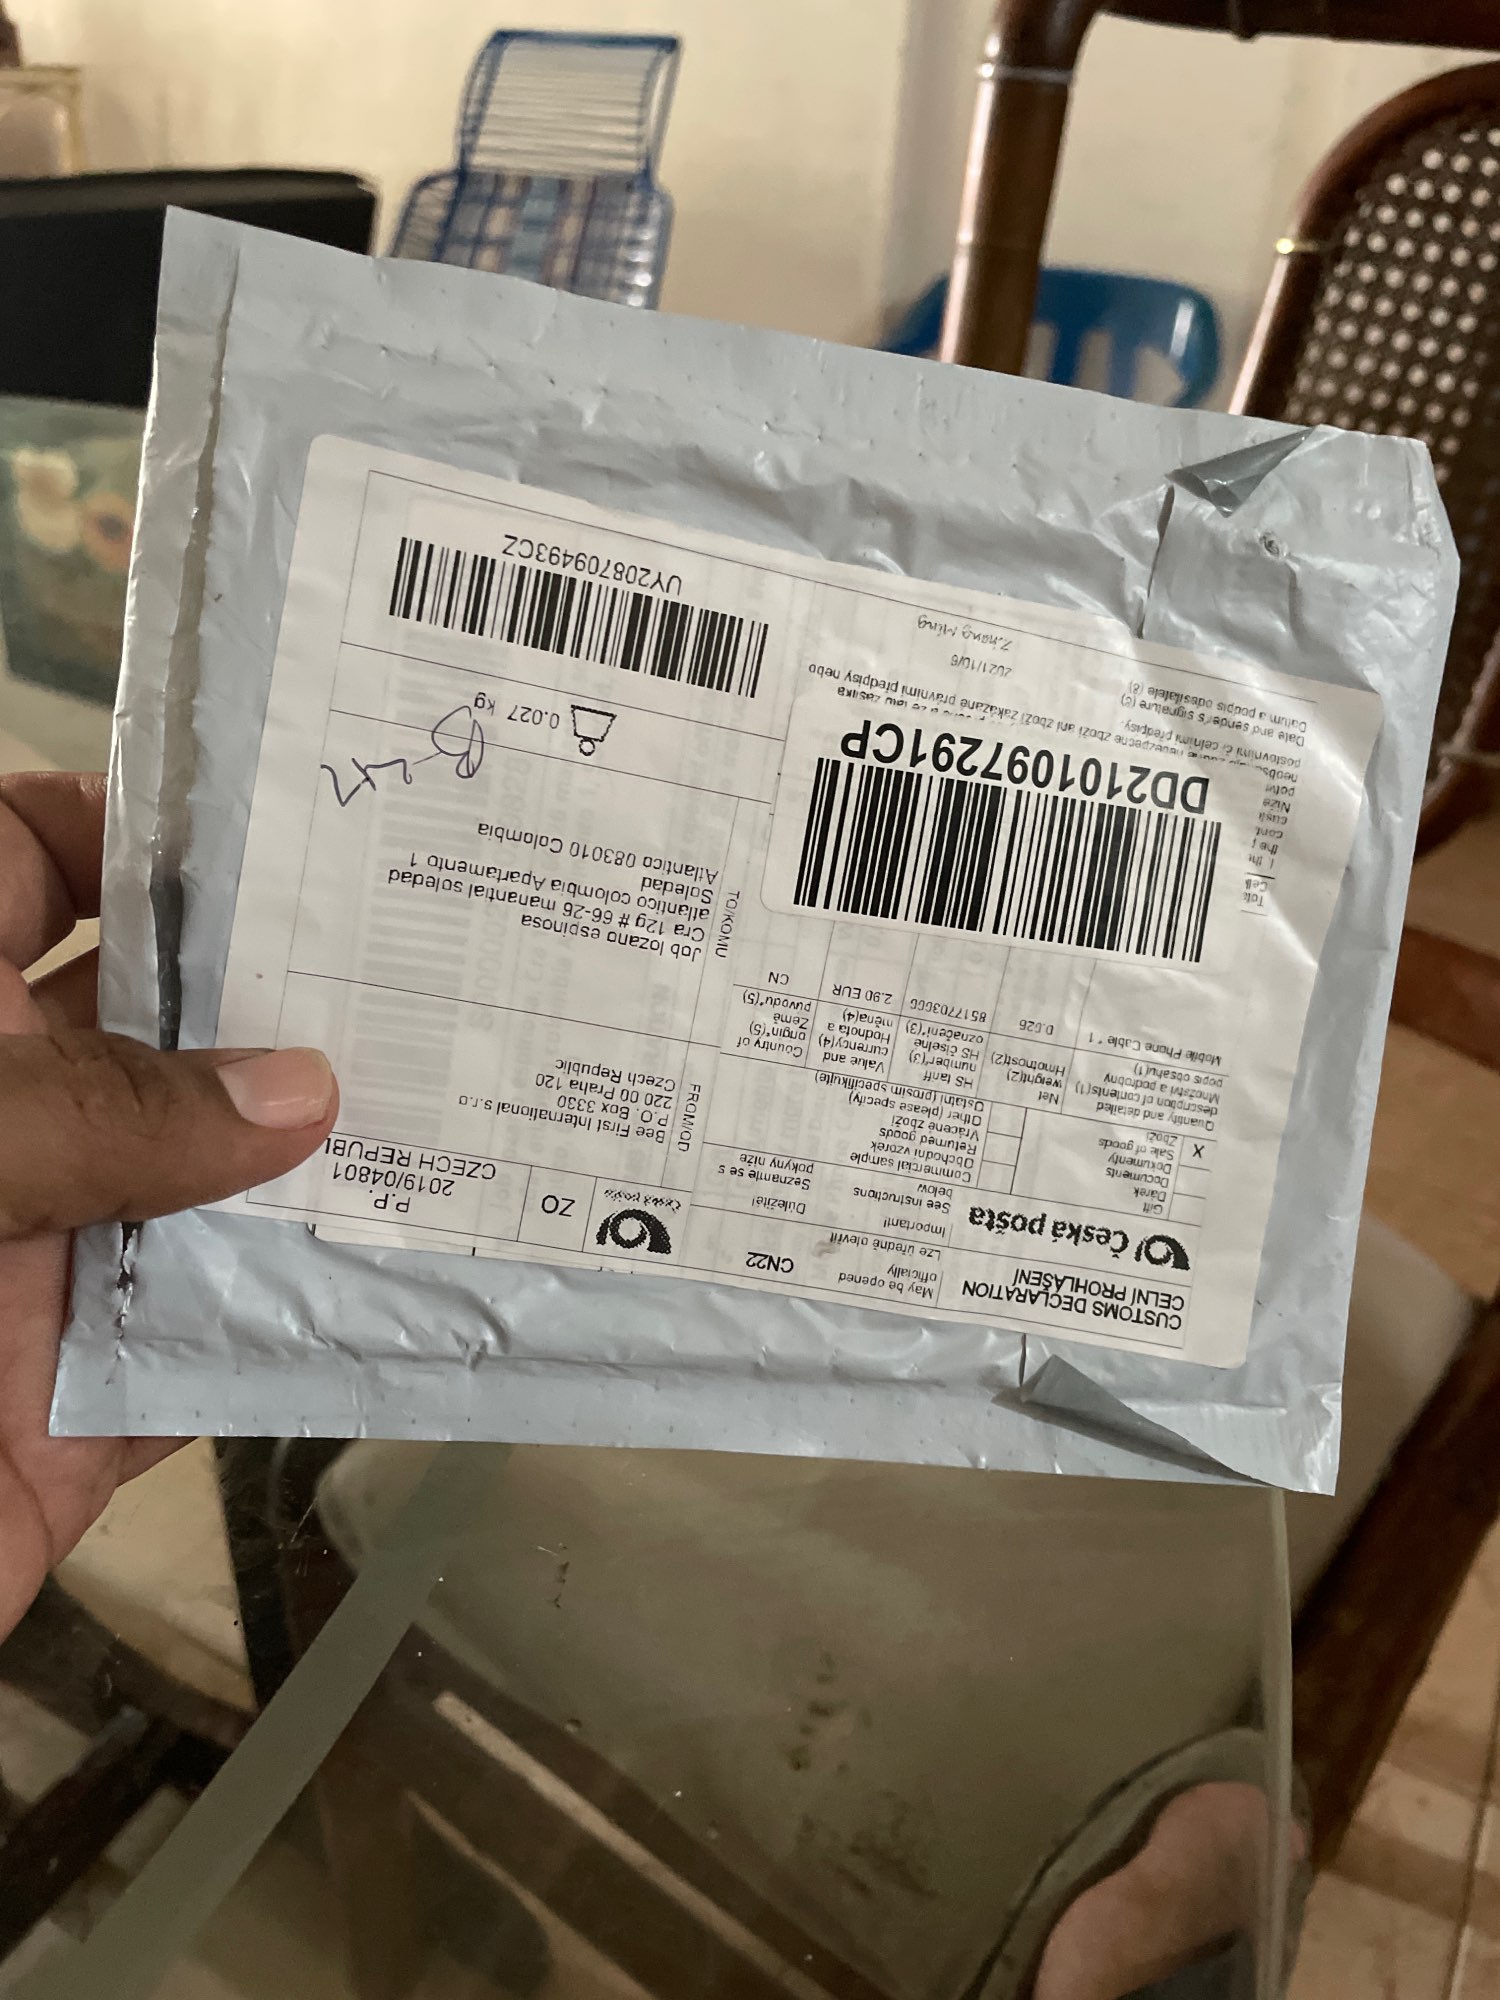 CUSTOMS DECLARATION
CELNÍ PROHLÁŠENÍ
May be opened
officially
Lze úředně otevřít
CN22
Česká pošta
Important!
See instructions
below
Důležité!
Seznamte se s
pokyny níže
Gift
Dárek
Documents
Dokumenty
X
Sale of goods
Zboží
Commercial sample
Obchodní vzorek
Returned goods
Vrácené zboží
Other (please specify)
Ostatní (prosím specifikujte)
Quantity and detailed
description of contents(1)
Množství a podrobný
popis obsahu(1)
Net
weight(2)
Hmotnost(2)
HS tariff
number*(3)
HS číselné
označení*(3)
Value and
currency(4)
Hodnota a
měna(4)
Country of
origin*(5)
Země
původu*(5)
Mobile Phone Cable * 1
0.026
2.90 EUR
CN
DD2101097291CP
postovními či celními předpisy.
Date and sender's signature (8)
Datum a podpis odesílatele (8)
2021/10/6
Zhang Ming
Česká pošta
ZO
P.P.
2019/04801
CZECH REPUBL
FROM/OD
Bee First International s.r.o
P.O. Box 3330
220 00 Praha 120
Czech Republic
TO/KOMU
Job lozano espinosa
Cra 12g # 66-26 manantial soledad
atlantico colombia Apartamento 1
Soledad
Atlantico 083010 Colombia
0.027 kg
UY208709493CZ